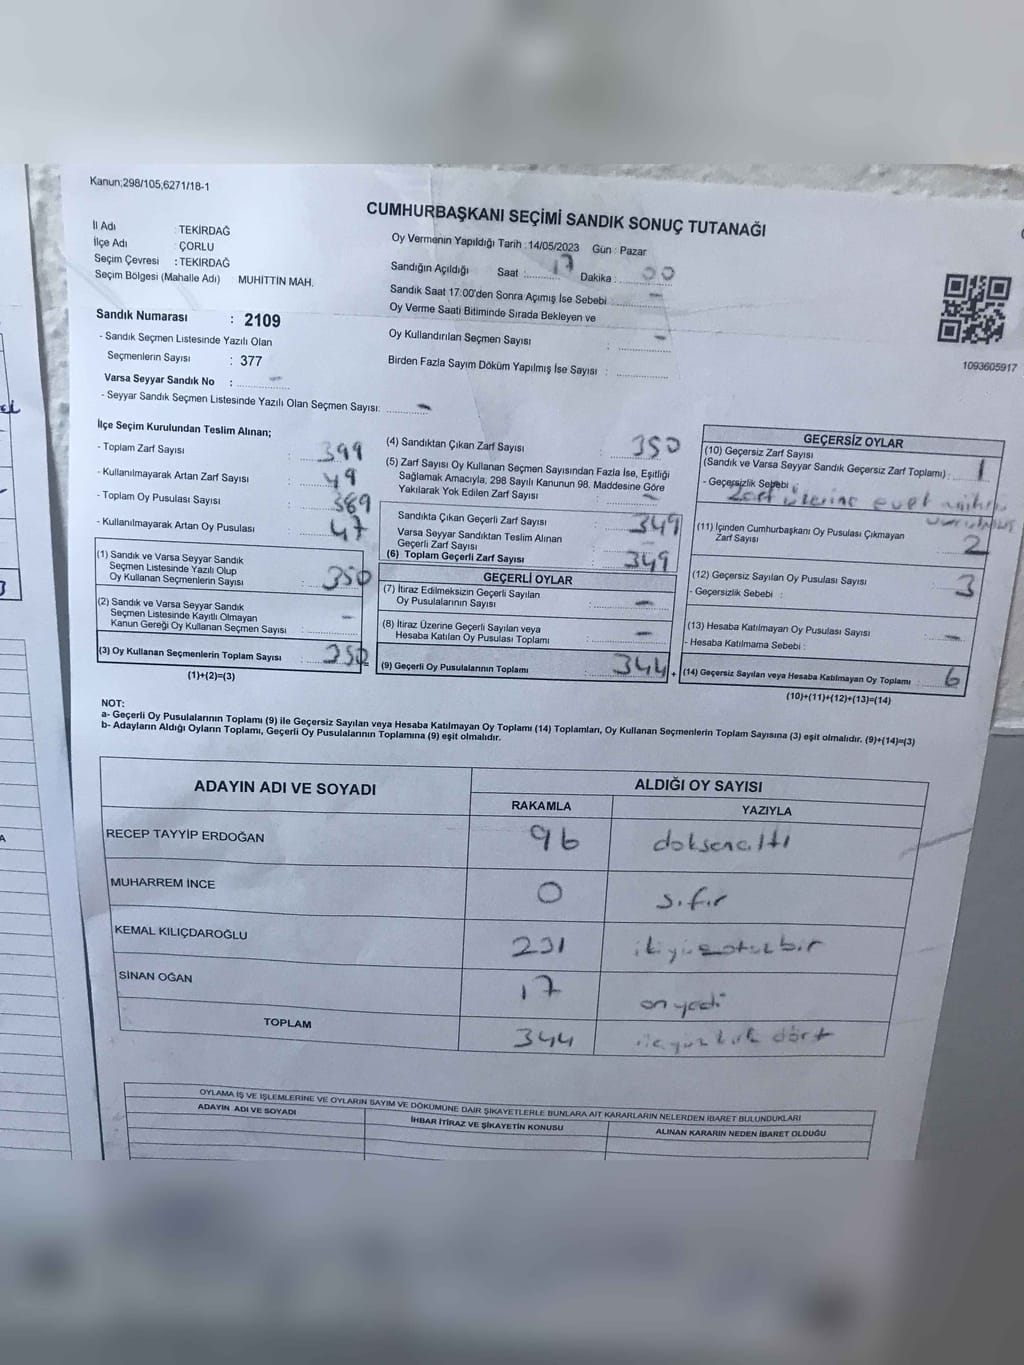 Kanun;298/105,6271/18-1
CUMHURBAŞKANI SEÇİMİ SANDIK SONUÇ TUTANAĞI
İl Adı : TEKİRDAĞ
İlçe Adı : ÇORLU
Seçim Çevresi : TEKİRDAĞ
Seçim Bölgesi (Mahalle Adı) : MUHİTTİN MAH.
Sandık Numarası : 2109
- Sandık Seçmen Listesinde Yazılı Olan
Seçmenlerin Sayısı : 377
Varsa Seyyar Sandık No : -
- Seyyar Sandık Seçmen Listesinde Yazılı Olan Seçmen Sayısı: -
Oy Vermenin Yapıldığı Tarih : 14/05/2023 Gün : Pazar
Sandığın Açıldığı Saat : 17 Dakika : 00
Sandık Saat 17:00'den Sonra Açımış İse Sebebi : -
Oy Verme Saati Bitiminde Sırada Bekleyen ve
Oy Kullandırılan Seçmen Sayısı : -
Birden Fazla Sayım Döküm Yapılmış İse Sayısı :
1093605917
İlçe Seçim Kurulundan Teslim Alınan;
- Toplam Zarf Sayısı : 399
- Kullanılmayarak Artan Zarf Sayısı : 49
- Toplam Oy Pusulası Sayısı : 389
- Kullanılmayarak Artan Oy Pusulası : 47
(1) Sandık ve Varsa Seyyar Sandık
Seçmen Listesinde Yazılı Olup
Oy Kullanan Seçmenlerin Sayısı : 350
(2) Sandık ve Varsa Seyyar Sandık
Seçmen Listesinde Kayıtlı Olmayan
Kanun Gereği Oy Kullanan Seçmen Sayısı : -
(3) Oy Kullanan Seçmenlerin Toplam Sayısı : 350
(1)+(2)=(3)
(4) Sandıktan Çıkan Zarf Sayısı : 350
(5) Zarf Sayısı Oy Kullanan Seçmen Sayısından Fazla İse, Eşitliği
Sağlamak Amacıyla, 298 Sayılı Kanunun 98. Maddesine Göre
Yakılarak Yok Edilen Zarf Sayısı : -
Sandıkta Çıkan Geçerli Zarf Sayısı : 349
Varsa Seyyar Sandıktan Teslim Alınan
Geçerli Zarf Sayısı : -
(6) Toplam Geçerli Zarf Sayısı : 349
GEÇERLİ OYLAR
(7) İtiraz Edilmeksizin Geçerli Sayılan
Oy Pusulalarının Sayısı : -
(8) İtiraz Üzerine Geçerli Sayılan veya
Hesaba Katılan Oy Pusulası Toplamı : -
(9) Geçerli Oy Pusulalarının Toplamı : 344 +
GEÇERSİZ OYLAR
(10) Geçersiz Zarf Sayısı
(Sandık ve Varsa Seyyar Sandık Geçersiz Zarf Toplamı) : 1
- Geçersizlik Sebebi :
Zarf üzerine evet
(11) İçinden Cumhurbaşkanı Oy Pusulası Çıkmayan
Zarf Sayısı : 2
(12) Geçersiz Sayılan Oy Pusulası Sayısı : 3
- Geçersizlik Sebebi :
(13) Hesaba Katılmayan Oy Pusulası Sayısı : -
- Hesaba Katılmama Sebebi :
(14) Geçersiz Sayılan veya Hesaba Katılmayan Oy Toplamı : 6
(10)+(11)+(12)+(13)=(14)
NOT:
a- Geçerli Oy Pusulalarının Toplamı (9) ile Geçersiz Sayılan veya Hesaba Katılmayan Oy Toplamı (14) Toplamları, Oy Kullanan Seçmenlerin Toplam Sayısına (3) eşit olmalıdır. (9)+(14)=(3)
b- Adayların Aldığı Oyların Toplamı, Geçerli Oy Pusulalarının Toplamına (9) eşit olmalıdır.
ADAYIN ADI VE SOYADI ALDIĞI OY SAYISI
RAKAMLA YAZIYLA
RECEP TAYYİP ERDOĞAN 96 doksenaltı
MUHARREM İNCE 0 sıfır
KEMAL KILIÇDAROĞLU 231 ikiyüzotuzbir
SİNAN OĞAN 17 onyedi
TOPLAM 344 üçyüz kırk dört
OYLAMA İŞ VE İŞLEMLERİNE VE OYLARIN SAYIM VE DÖKÜMÜNE DAİR ŞİKAYETLERLE BUNLARA AİT KARARLARIN NELERDEN İBARET BULUNDUKLARI
ADAYIN ADI VE SOYADI İHBAR İTİRAZ VE ŞİKAYETİN KONUSU ALINAN KARARIN NEDEN İBARET OLDUĞU